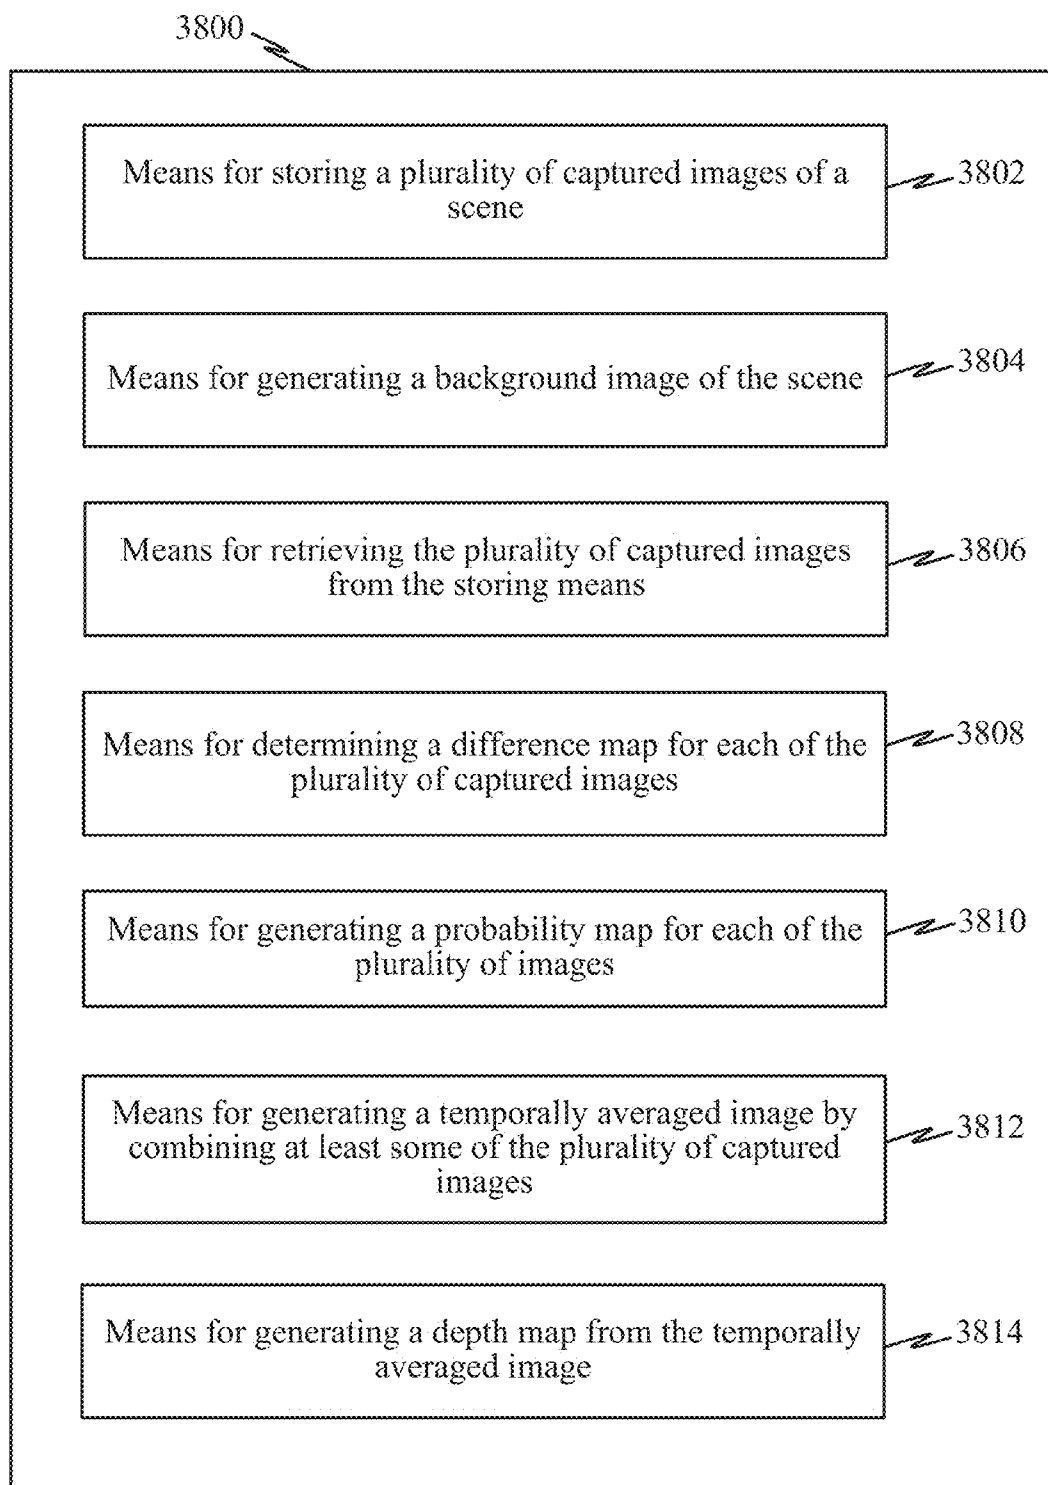 3800
Means for storing a plurality of captured images of a
scene
3802
Means for generating a background image of the scene
3804
Means for retrieving the plurality of captured images
from the storing means
3806
Means for determining a difference map for each of the
plurality of captured images
3808
Means for generating a probability map for each of the
plurality of images
3810
Means for generating a temporally averaged image by
combining at least some of the plurality of captured
images
3812
Means for generating a depth map from the temporally
averaged image
3814